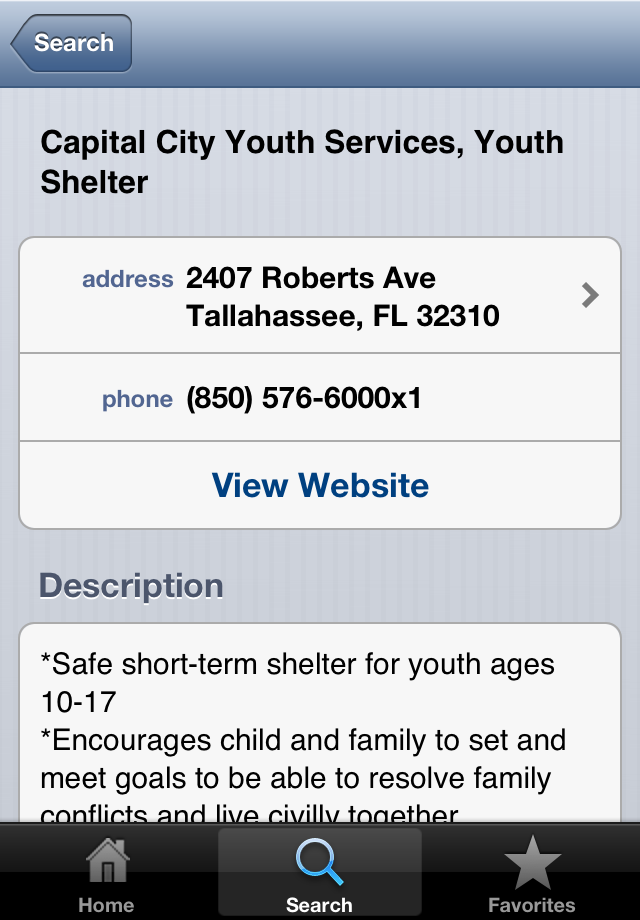 Search
Capital City Youth Services, Youth
Shelter
address 2407 Roberts Ave
Tallahassee, FL 32310
phone (850) 576-6000x1
View Website
Description
*Safe short-term shelter for youth ages
10-17
*Encourages child and family to set and
meet goals to be able to resolve family
conflicts and live civilly together
Home Search Favorites